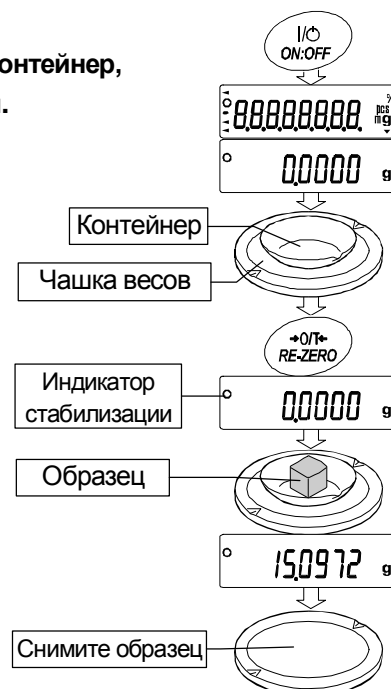 I/⏻
ON:OFF
онтейнер,
.
8.8.8.8.8.8.8.8. % pcs mg
0.0000 g
Контейнер
Чашка весов
→0/T←
RE-ZERO
Индикатор
стабилизации
0.0000 g
Образец
15.0972 g
Снимите образец